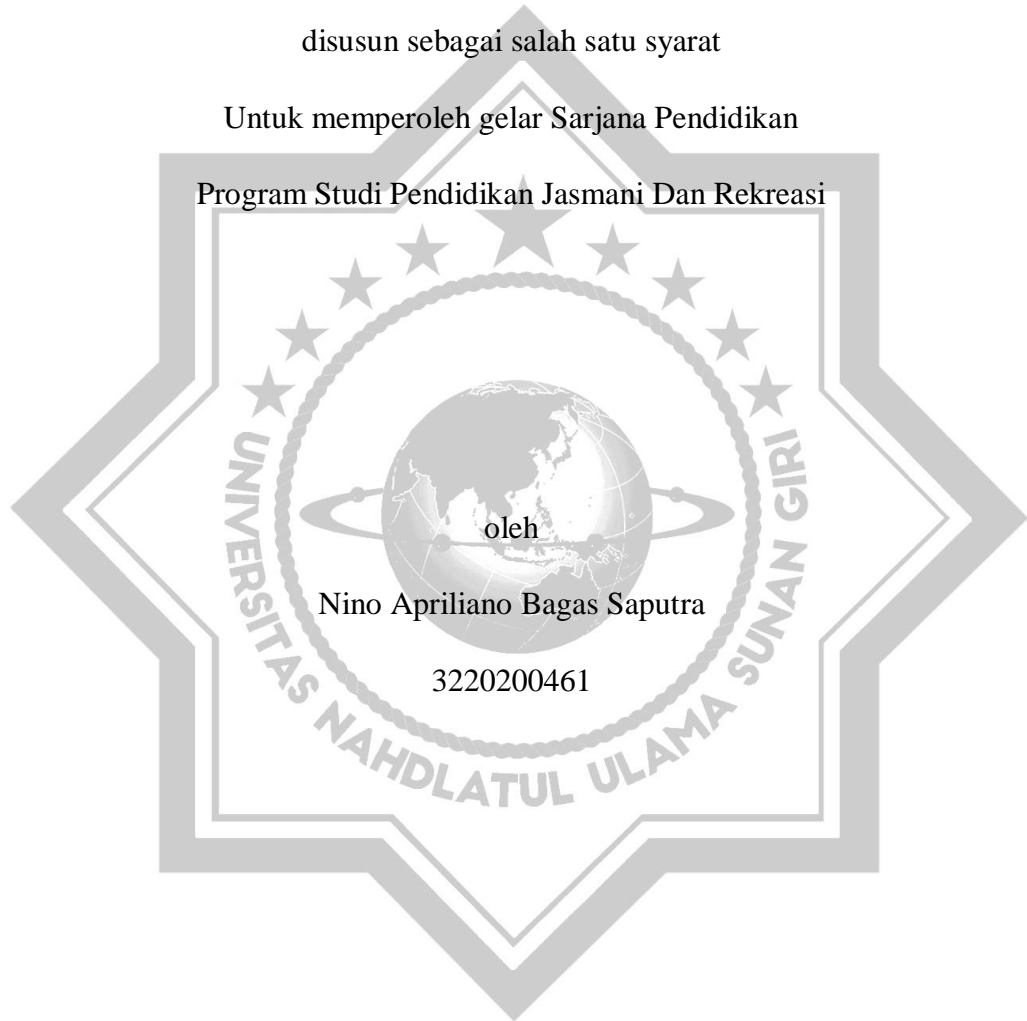 disusun sebagai salah satu syarat
Untuk memperoleh gelar Sarjana Pendidikan
Program Studi Pendidikan Jasmani Dan Rekreasi
oleh
Nino Apriliano Bagas Saputra
3220200461
UNIVERSITAS NAHDLATUL ULAMA SUNAN GIRI